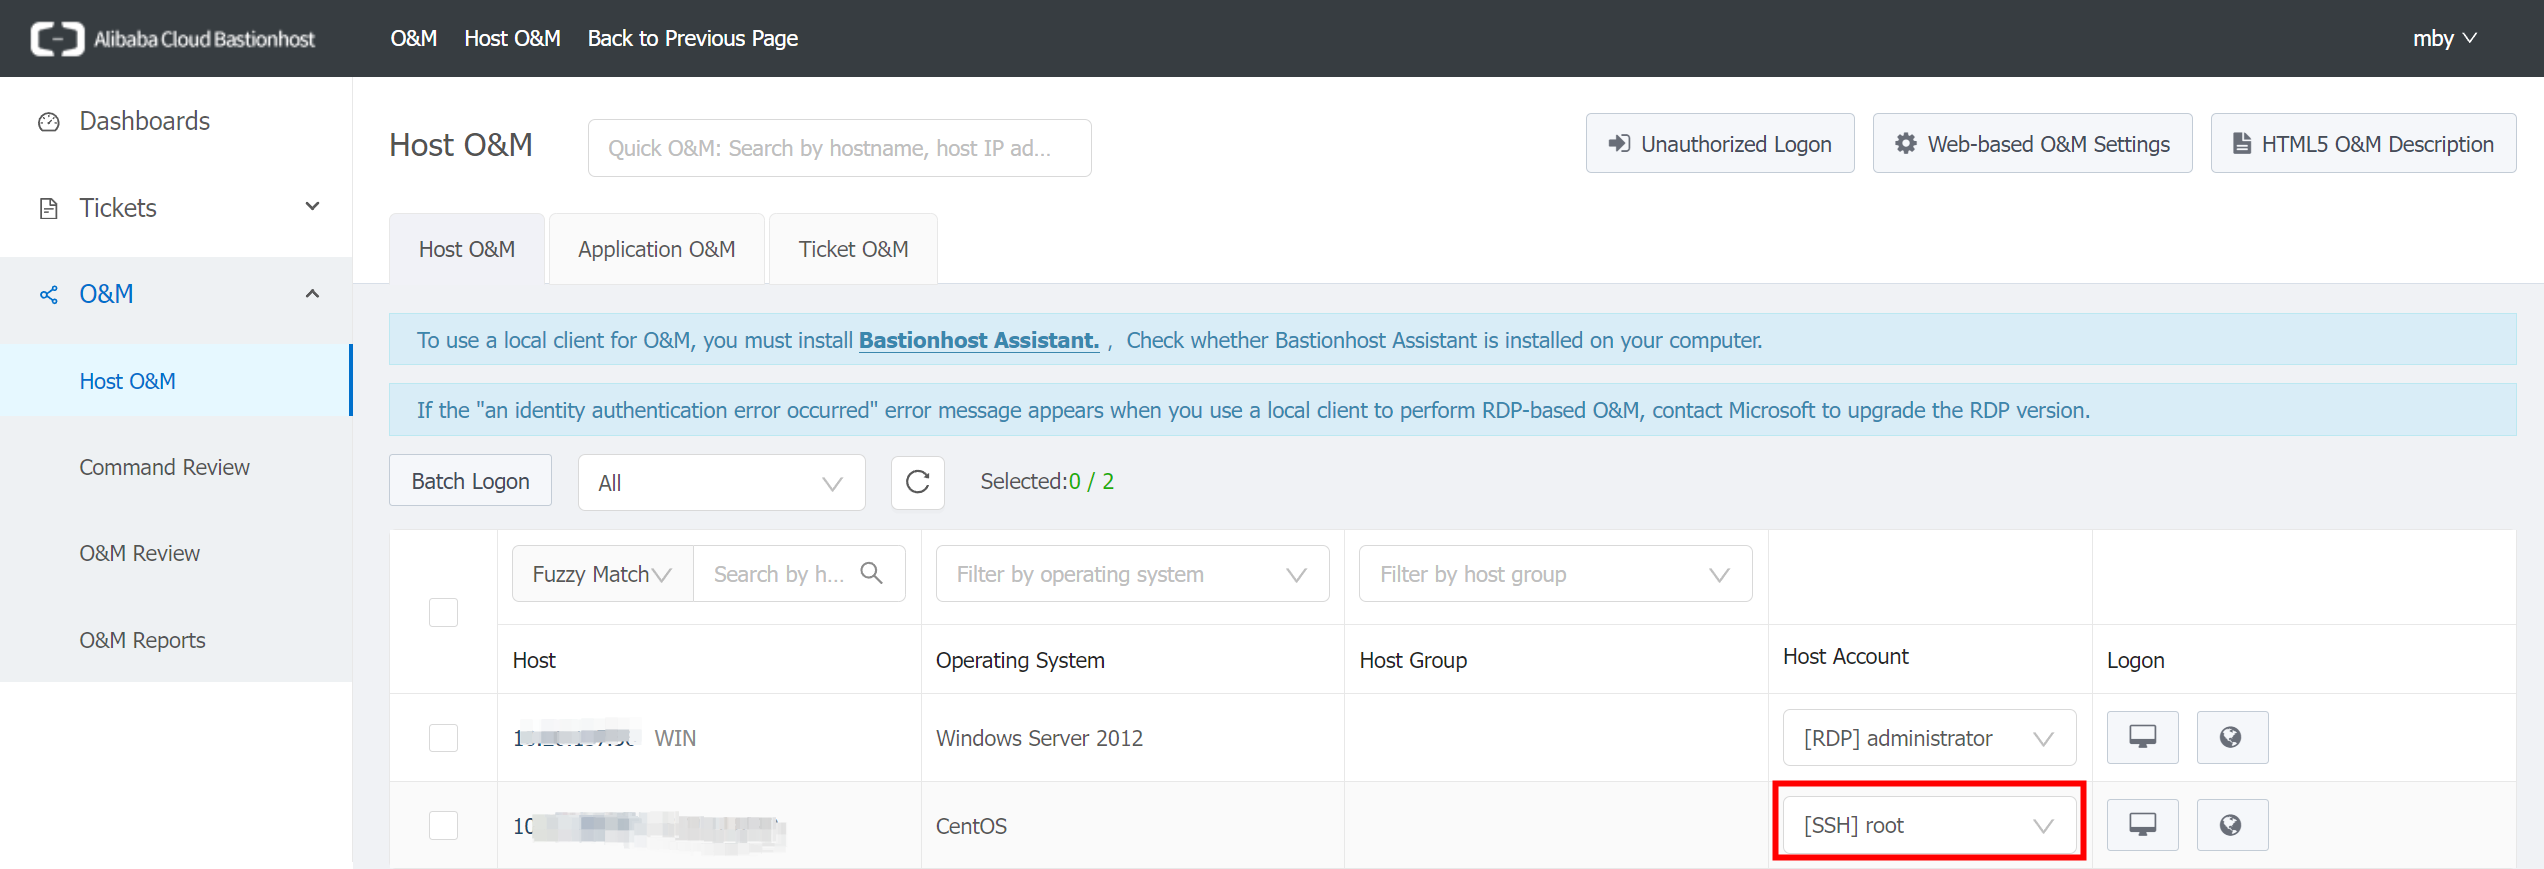 Alibaba Cloud Bastionhost
O&M Host O&M Back to Previous Page
mby
Dashboards
Tickets
O&M
Host O&M
Command Review
O&M Review
O&M Reports
Host O&M
Quick O&M: Search by hostname, host IP ad...
Unauthorized Logon
Web-based O&M Settings
HTML5 O&M Description
Host O&M
Application O&M
Ticket O&M
To use a local client for O&M, you must install Bastionhost Assistant. , Check whether Bastionhost Assistant is installed on your computer.
If the "an identity authentication error occurred" error message appears when you use a local client to perform RDP-based O&M, contact Microsoft to upgrade the RDP version.
Batch Logon
All
Selected:0 / 2
Fuzzy Match
Search by h...
Filter by operating system
Filter by host group
Host
Operating System
Host Group
Host Account
Logon
WIN
Windows Server 2012
[RDP] administrator
10
CentOS
[SSH] root